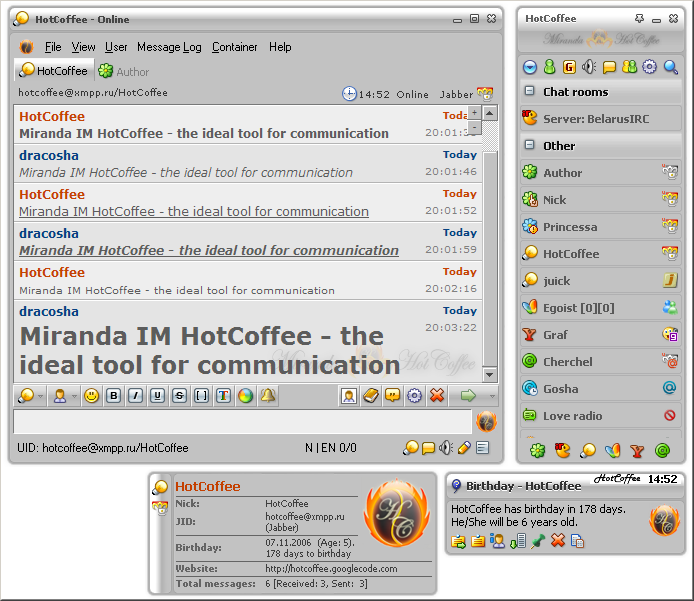 HotCoffee - Online
File View User Message Log Container Help
HotCoffee Author
hotcoffee@xmpp.ru/HotCoffee 14:52 Online Jabber
HotCoffee Today
Miranda IM HotCoffee - the ideal tool for communication
dracosha Today
Miranda IM HotCoffee - the ideal tool for communication 20:01:46
HotCoffee Today
Miranda IM HotCoffee - the ideal tool for communication 20:01:52
dracosha Today
Miranda IM HotCoffee - the ideal tool for communication 20:01:59
HotCoffee Today
Miranda IM HotCoffee - the ideal tool for communication 20:02:16
dracosha Today
20:03:22
Miranda IM HotCoffee - the
ideal tool for communication
Miranda HotCoffee
B I U S [·] T
UID: hotcoffee@xmpp.ru/HotCoffee N | EN 0/0
HotCoffee
Miranda HotCoffee
Chat rooms
Server: BelarusIRC
Other
Author
Nick
Princessa
HotCoffee
juick
Egoist [0][0]
Graf
Cherchel
Gosha
Love radio
HotCoffee
Nick: HotCoffee
JID: hotcoffee@xmpp.ru
(Jabber)
Birthday: 07.11.2006 (Age: 5).
178 days to birthday
Website: http://hotcoffee.googlecode.com
Total messages: 6 [Received: 3, Sent: 3]
HC
HotCoffee 14:52
Birthday - HotCoffee
HotCoffee has birthday in 178 days.
He/She will be 6 years old.